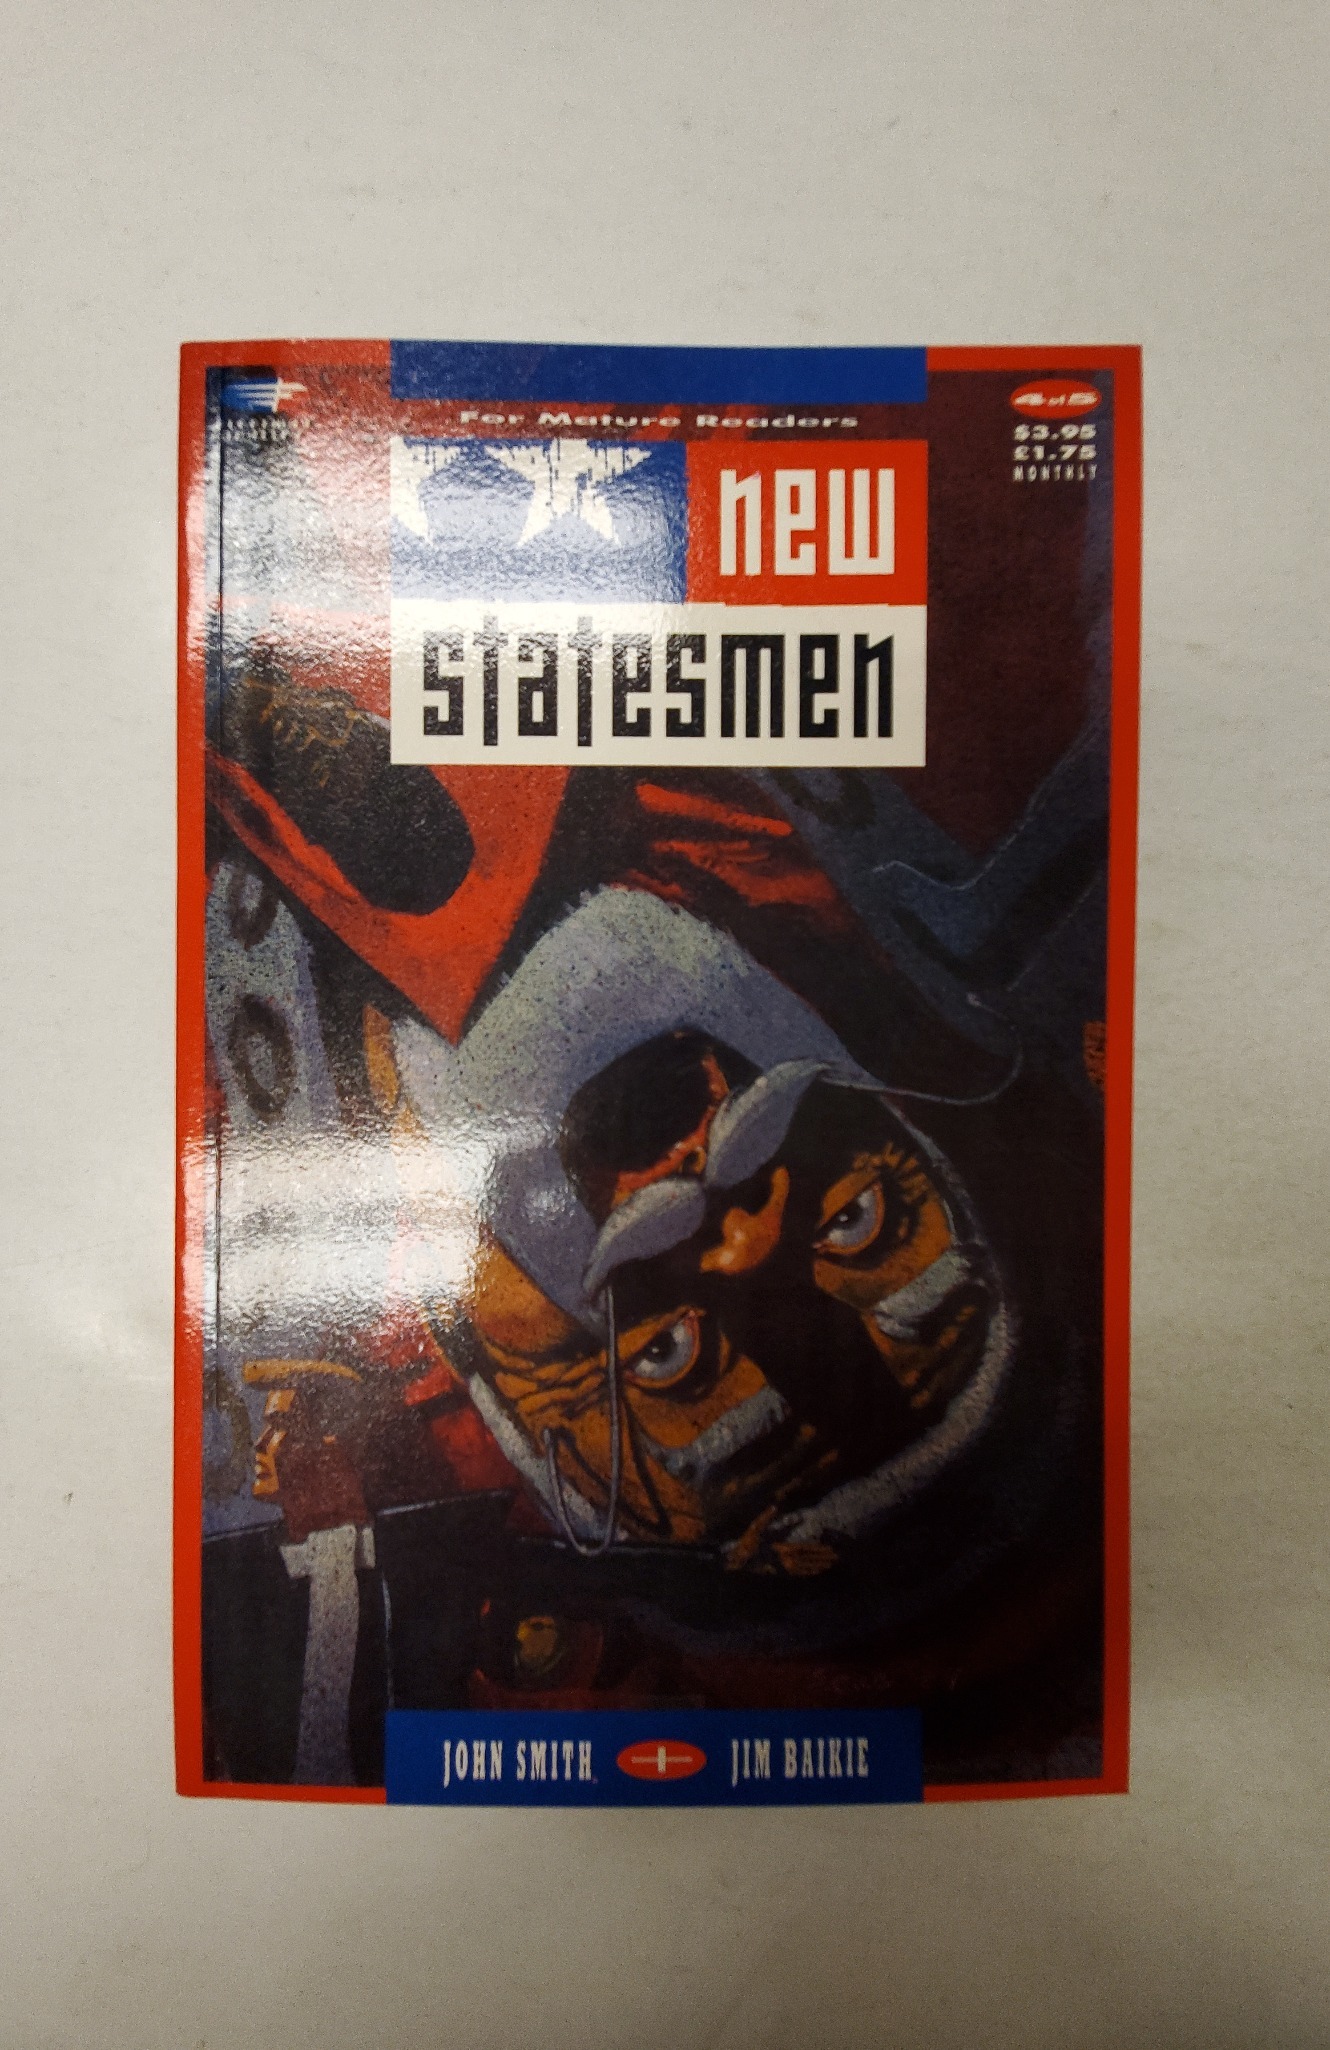 For Mature Readers
4 of 5
$3.95
£1.75
MONTHLY
new
statesmen
JOHN SMITH + JIM BAIKIE